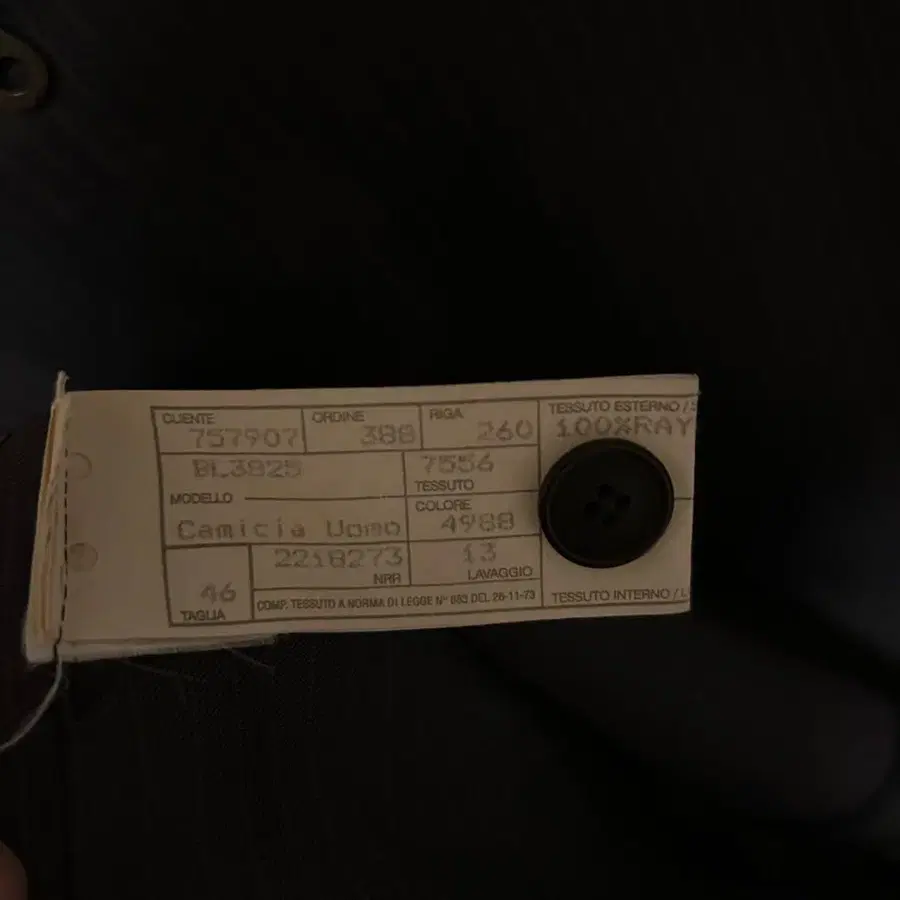 CLIENTE ORDINE RIGA TESSUTO ESTERNO /
757907 388 260 100%RAY
BL3825 7556
MODELLO TESSUTO
COLORE
Camicia Uomo 4988
2218273 13
NRR LAVAGGIO
46
TAGLIA COMP. TESSUTO A NORMA DI LEGGE N° 883 DEL 26-11-73 TESSUTO INTERNO / L